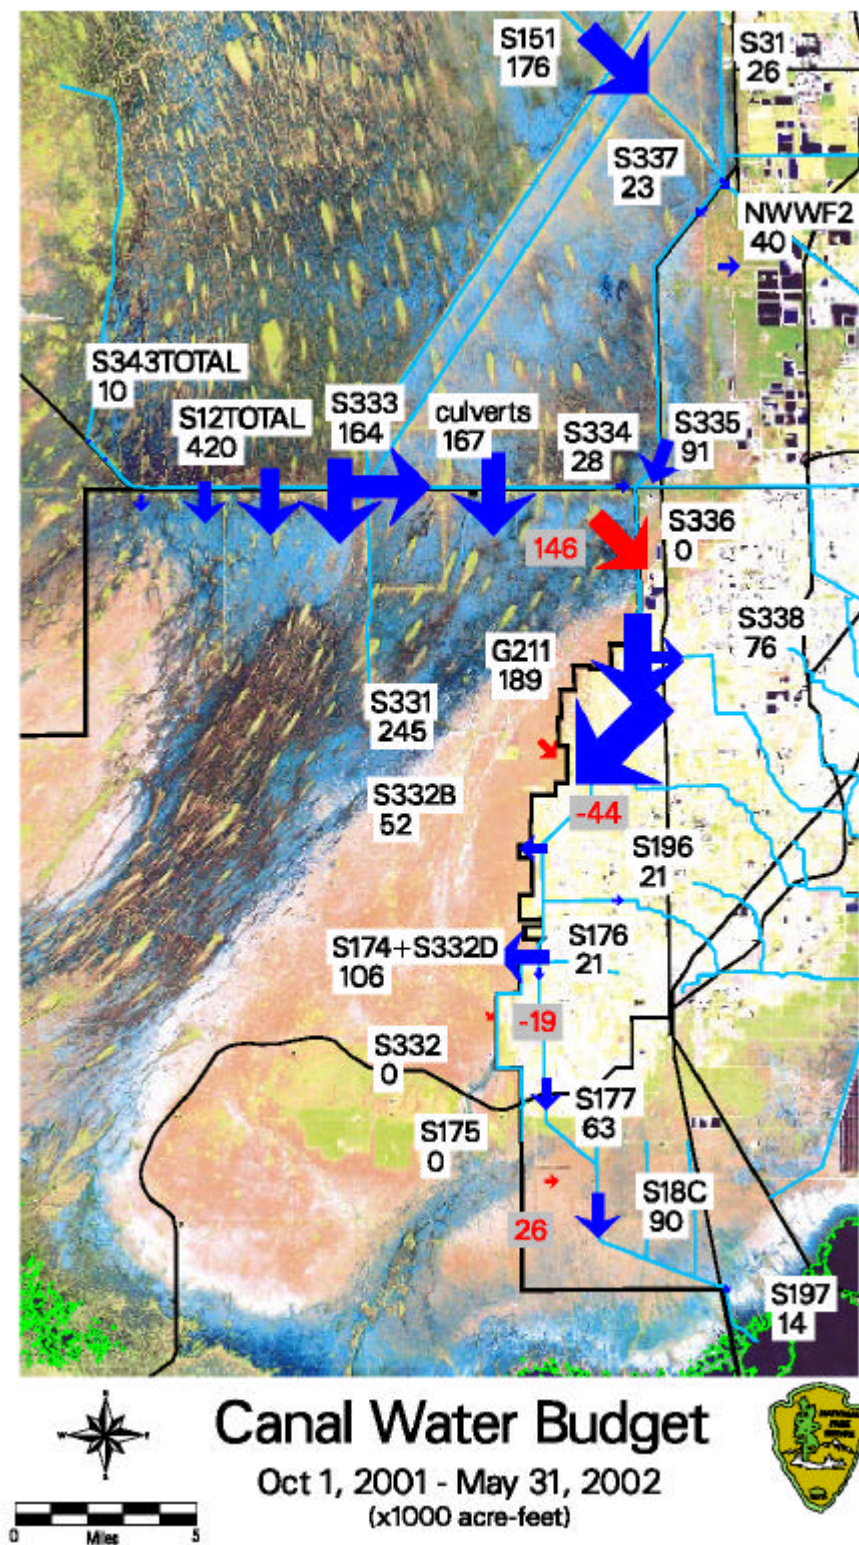 S151
176
S31
26
S337
23
NWWF2
40
S343TOTAL
10
S12TOTAL
420
S333
164
culverts
167
S334
28
S335
91
146
S336
0
S338
76
G211
189
S331
245
S332B
52
-44
S196
21
S174+S332D
106
S176
21
-19
S332
0
S177
63
S175
0
S18C
90
26
S197
14
N
W
E
S
Canal Water Budget
Oct 1, 2001 - May 31, 2002
(x1000 acre-feet)
0 Miles 5
NATIONAL
PARK
SERVICE